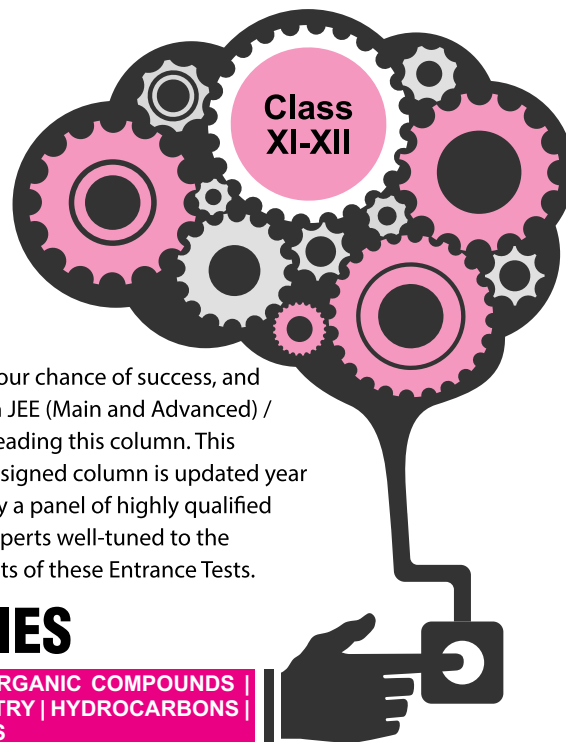 Class
XI-XII
our chance of success, and
JEE (Main and Advanced) /
eading this column. This
signed column is updated year
y a panel of highly qualified
perts well-tuned to the
ts of these Entrance Tests.
IES
RGANIC COMPOUNDS |
TRY | HYDROCARBONS |
S